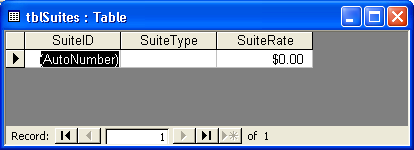 tblSuites : Table
SuiteID SuiteType SuiteRate
(AutoNumber) $0.00
Record: 1 of 1